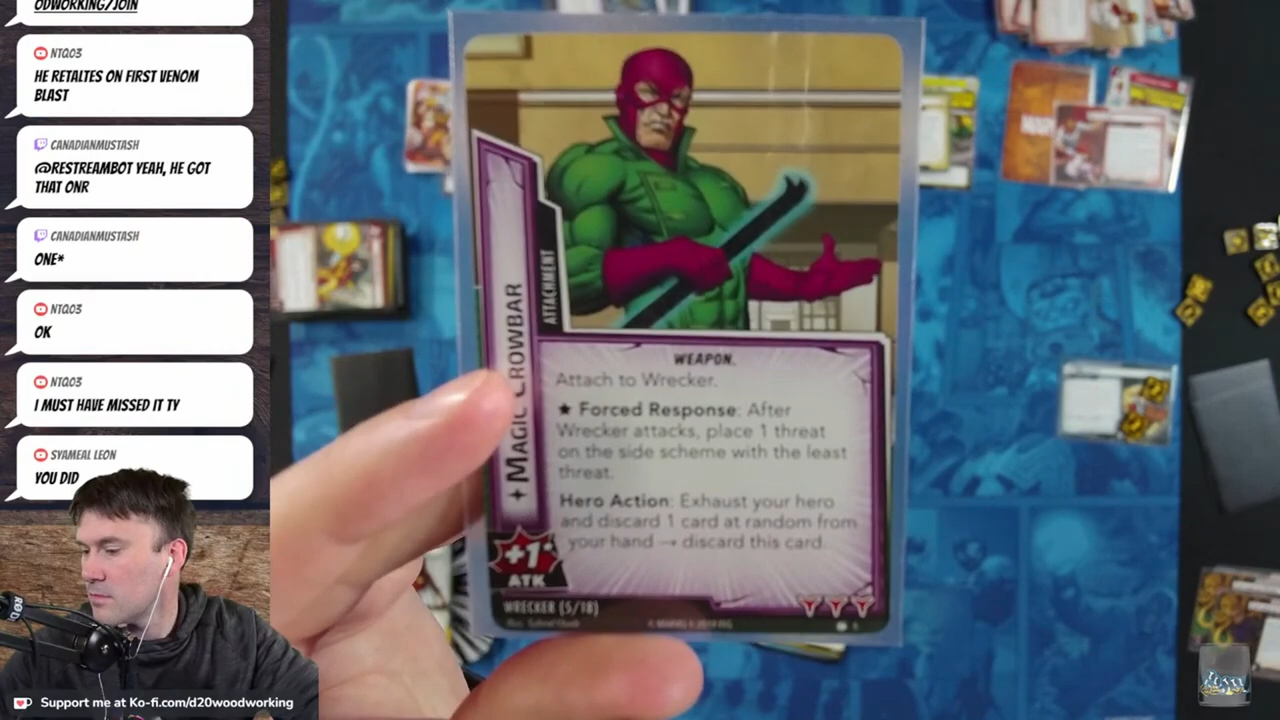 ODWORKING/JOIN
NTQ03
HE RETALTES ON FIRST VENOM
BLAST
CANADIANMUSTASH
@RESTREAMBOT YEAH, HE GOT
THAT ONR
CANADIANMUSTASH
ONE*
NTQ03
OK
NTQ03
I MUST HAVE MISSED IT TY
SYAMEAL LEON
YOU DID
MAGIC CROWBAR
ATTACHMENT
WEAPON.
Attach to Wrecker.
★ Forced Response: After
Wrecker attacks, place 1 threat
on the side scheme with the least
threat.
Hero Action: Exhaust your hero
and discard 1 card at random from
your hand → discard this card.
+1*
ATK
WRECKER (5/18)
Support me at Ko-fi.com/d20woodworking